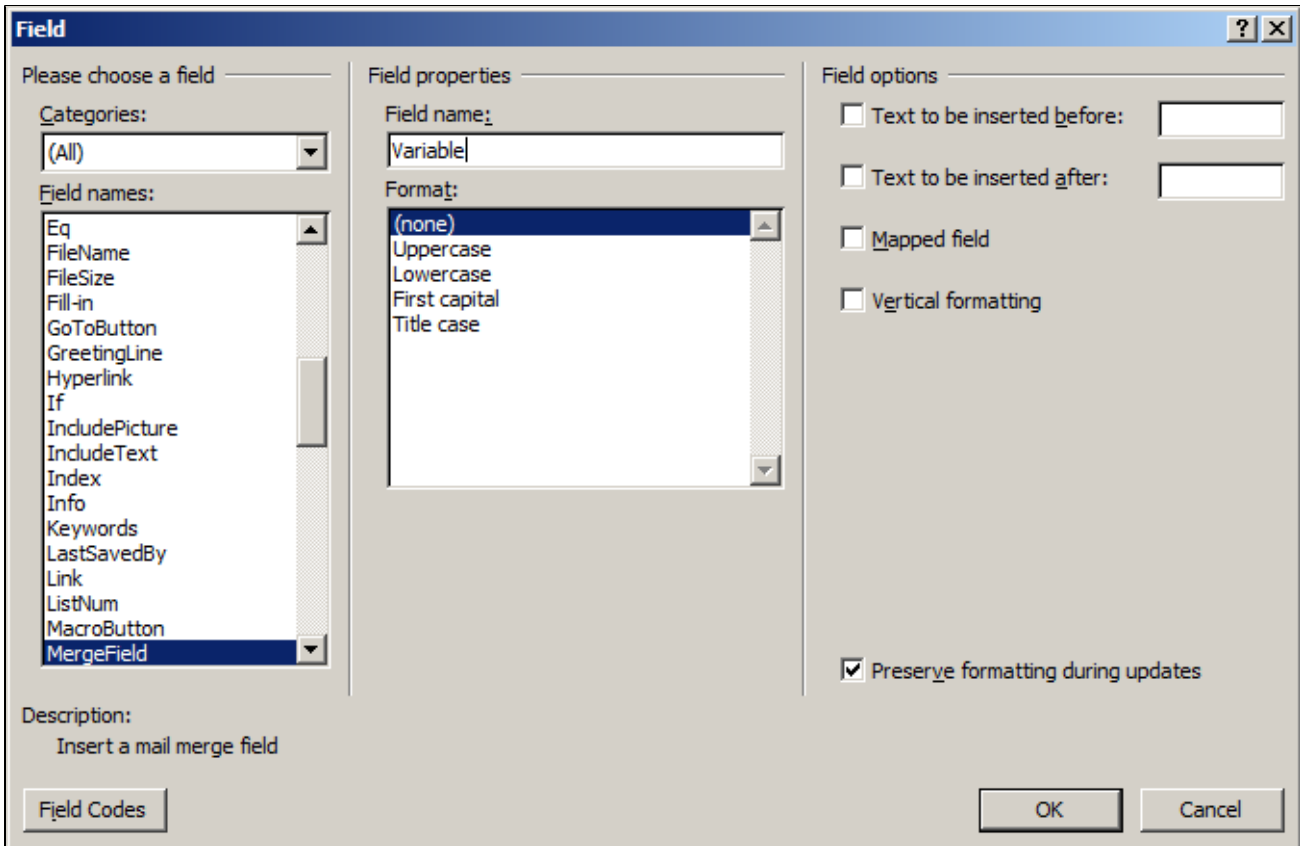 Field
Please choose a field
Categories:
(All)
Field names:
Eq
FileName
FileSize
Fill-in
GoToButton
GreetingLine
Hyperlink
If
IncludePicture
IncludeText
Index
Info
Keywords
LastSavedBy
Link
ListNum
MacroButton
MergeField
Field properties
Field name:
Variable
Format:
(none)
Uppercase
Lowercase
First capital
Title case
Field options
Text to be inserted before:
Text to be inserted after:
Mapped field
Vertical formatting
Preserve formatting during updates
Description:
Insert a mail merge field
Field Codes
OK
Cancel